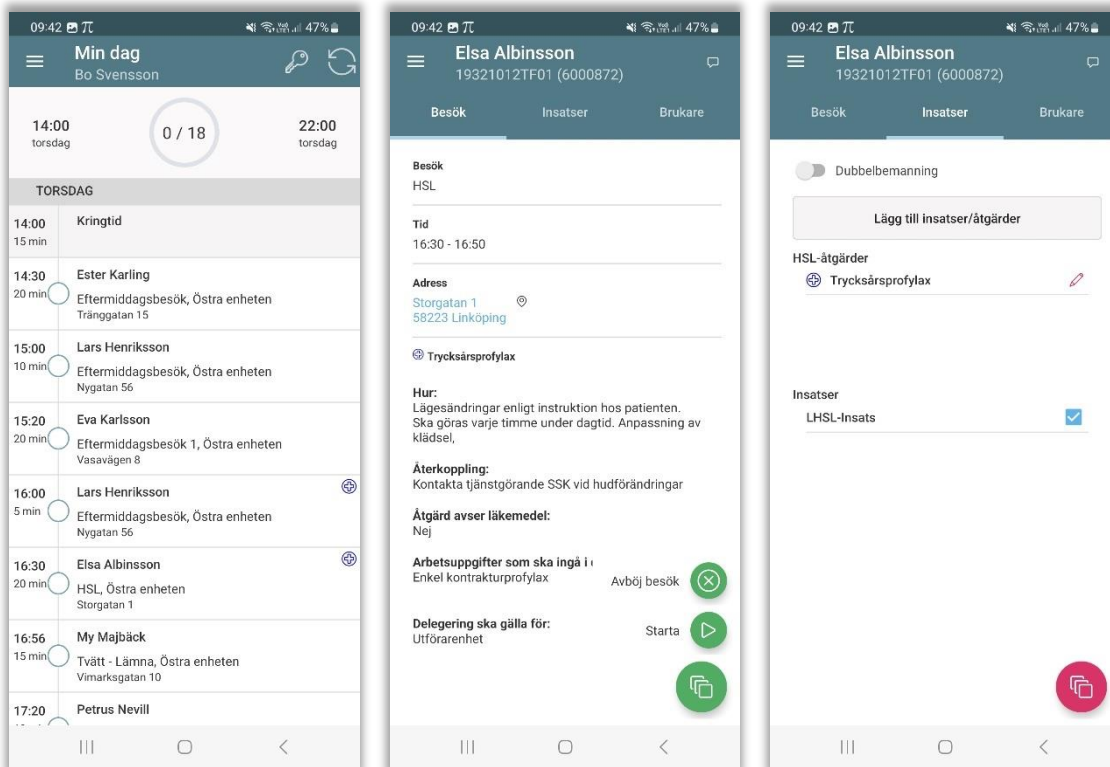 09:42 π 47%
Min dag
Bo Svensson
14:00
torsdag
0 / 18
22:00
torsdag
TORSDAG
14:00 Kringtid
15 min
14:30 Ester Karling
20 min Eftermiddagsbesök, Östra enheten
Tränggatan 15
15:00 Lars Henriksson
10 min Eftermiddagsbesök, Östra enheten
Nygatan 56
15:20 Eva Karlsson
20 min Eftermiddagsbesök 1, Östra enheten
Vasavägen 8
16:00 Lars Henriksson
5 min Eftermiddagsbesök, Östra enheten
Nygatan 56
16:30 Elsa Albinsson
20 min HSL, Östra enheten
Storgatan 1
16:56 My Majbäck
15 min Tvätt - Lämna, Östra enheten
Vimarksgatan 10
17:20 Petrus Nevill
09:42 π 47%
Elsa Albinsson
19321012TF01 (6000872)
Besök Insatser Brukare
Besök
HSL
Tid
16:30 - 16:50
Adress
Storgatan 1
58223 Linköping
Trycksårsprofylax
Hur:
Lägesändringar enligt instruktion hos patienten.
Ska göras varje timme under dagtid. Anpassning av
klädsel,
Återkoppling:
Kontakta tjänstgörande SSK vid hudförändringar
Åtgärd avser läkemedel:
Nej
Arbetsuppgifter som ska ingå i
Enkel kontrakturprofylax
Avböj besök
Delegering ska gälla för:
Utförarenhet
Starta
09:42 π 47%
Elsa Albinsson
19321012TF01 (6000872)
Besök Insatser Brukare
Dubbelbemanning
Lägg till insatser/åtgärder
HSL-åtgärder
Trycksårsprofylax
Insatser
LHSL-Insats